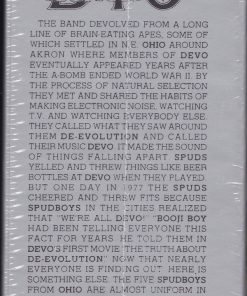 DEVO
THE BAND DEVOLVED FROM A LONG
LINE OF BRAIN-EATING APES, SOME OF
WHICH SETTLED IN N.E. OHIO AROUND
AKRON WHERE MEMBERS OF DEVO
EVENTUALLY APPEARED YEARS AFTER
THE A-BOMB ENDED WORLD WAR II. BY
THE PROCESS OF NATURAL SELECTION
THEY MET AND SHARED THE HABITS OF
MAKING ELECTRONIC NOISE, WATCHING
T.V. AND WATCHING EVERYBODY ELSE.
THEY CALLED WHAT THEY SAW AROUND
THEM DE-EVOLUTION AND CALLED
THEIR MUSIC DEVO. IT MADE THE SOUND
OF THINGS FALLING APART. SPUDS
YELLED AND THREW THINGS LIKE BEER
BOTTLES AT DEVO WHEN THEY PLAYED.
BUT ONE DAY IN 1977 THE SPUDS
CHEERED AND THREW FITS BECAUSE
SPUDBOYS IN THE CITIES REALIZED
THAT "WE'RE ALL DEVO!" "BOOJI BOY
HAD BEEN TELLING EVERYONE THIS
FACT FOR YEARS. HE TOLD THEM IN
DEVO'S FIRST MOVIE "THE TRUTH ABOUT
DE-EVOLUTION." NOW THAT NEARLY
EVERYONE IS FINDING OUT, HERE IS
SOMETHING ELSE. THE FIVE SPUDBOYS
FROM OHIO ARE ALMOST UNIFORM IN